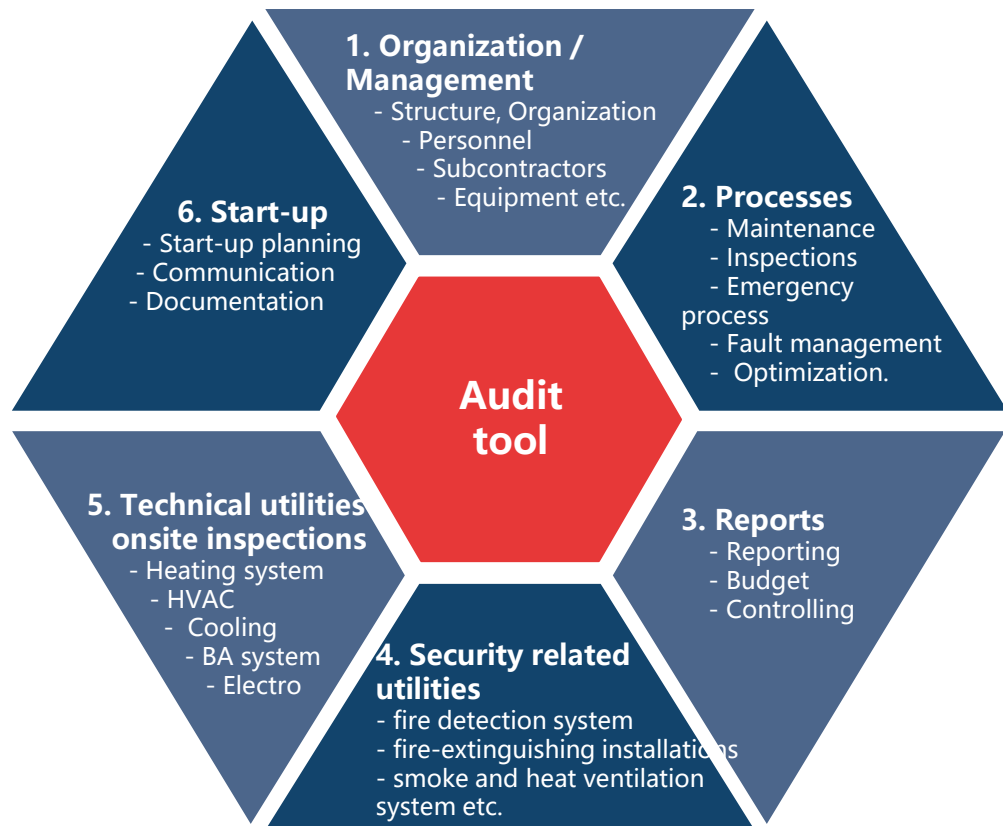 1. Organization /
Management
- Structure, Organization
- Personnel
- Subcontractors
- Equipment etc.
2. Processes
- Maintenance
- Inspections
- Emergency
process
- Fault management
- Optimization.
3. Reports
- Reporting
- Budget
- Controlling
4. Security related
utilities
- fire detection system
- fire-extinguishing installations
- smoke and heat ventilation
system etc.
5. Technical utilities
onsite inspections
- Heating system
- HVAC
- Cooling
- BA system
- Electro
6. Start-up
- Start-up planning
- Communication
- Documentation
Audit
tool